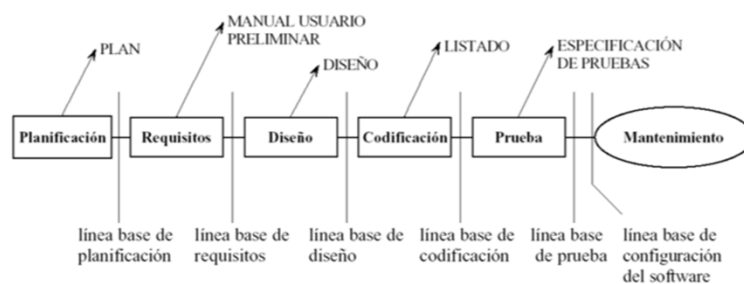 MANUAL USUARIO
PRELIMINAR
PLAN
DISEÑO
LISTADO
ESPECIFICACIÓN
DE PRUEBAS
Planificación
Requisitos
Diseño
Codificación
Prueba
Mantenimiento
línea base de
planificación
línea base de
requisitos
línea base de
diseño
línea base de
codificación
línea base
de prueba
línea base de
configuración
del software